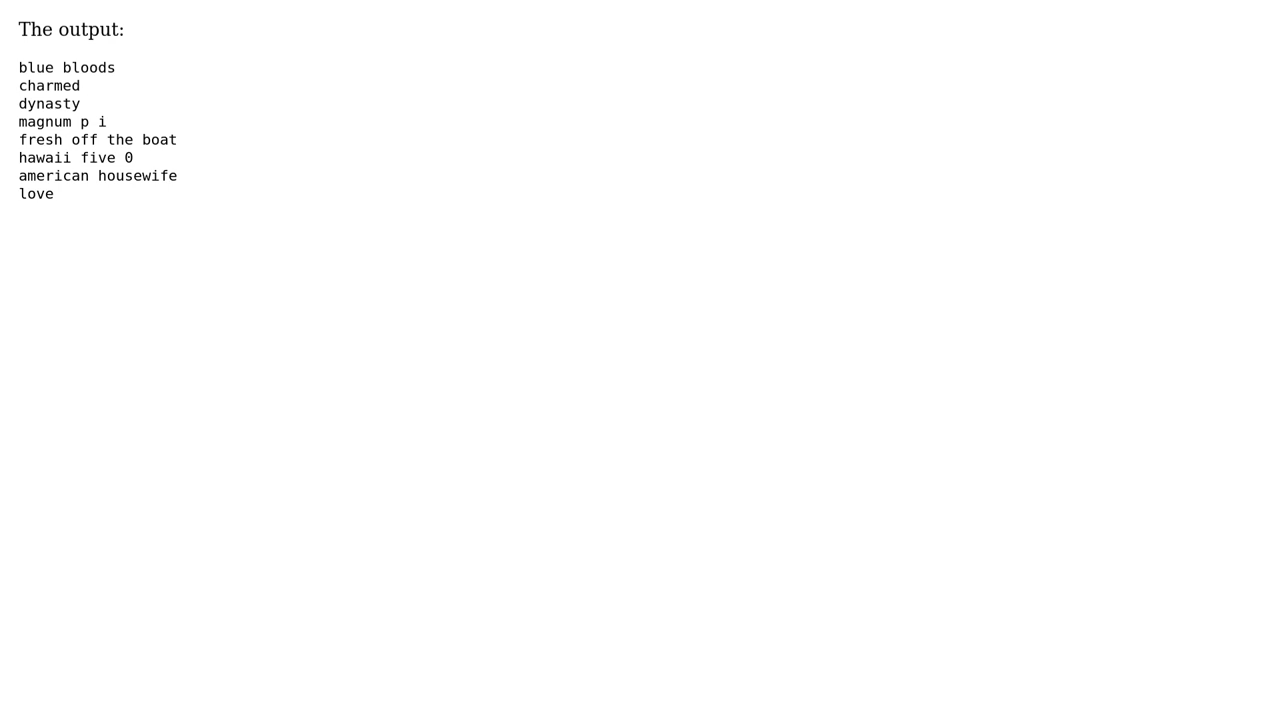 The output:
blue bloods
charmed
dynasty
magnum p i
fresh off the boat
hawaii five 0
american housewife
love